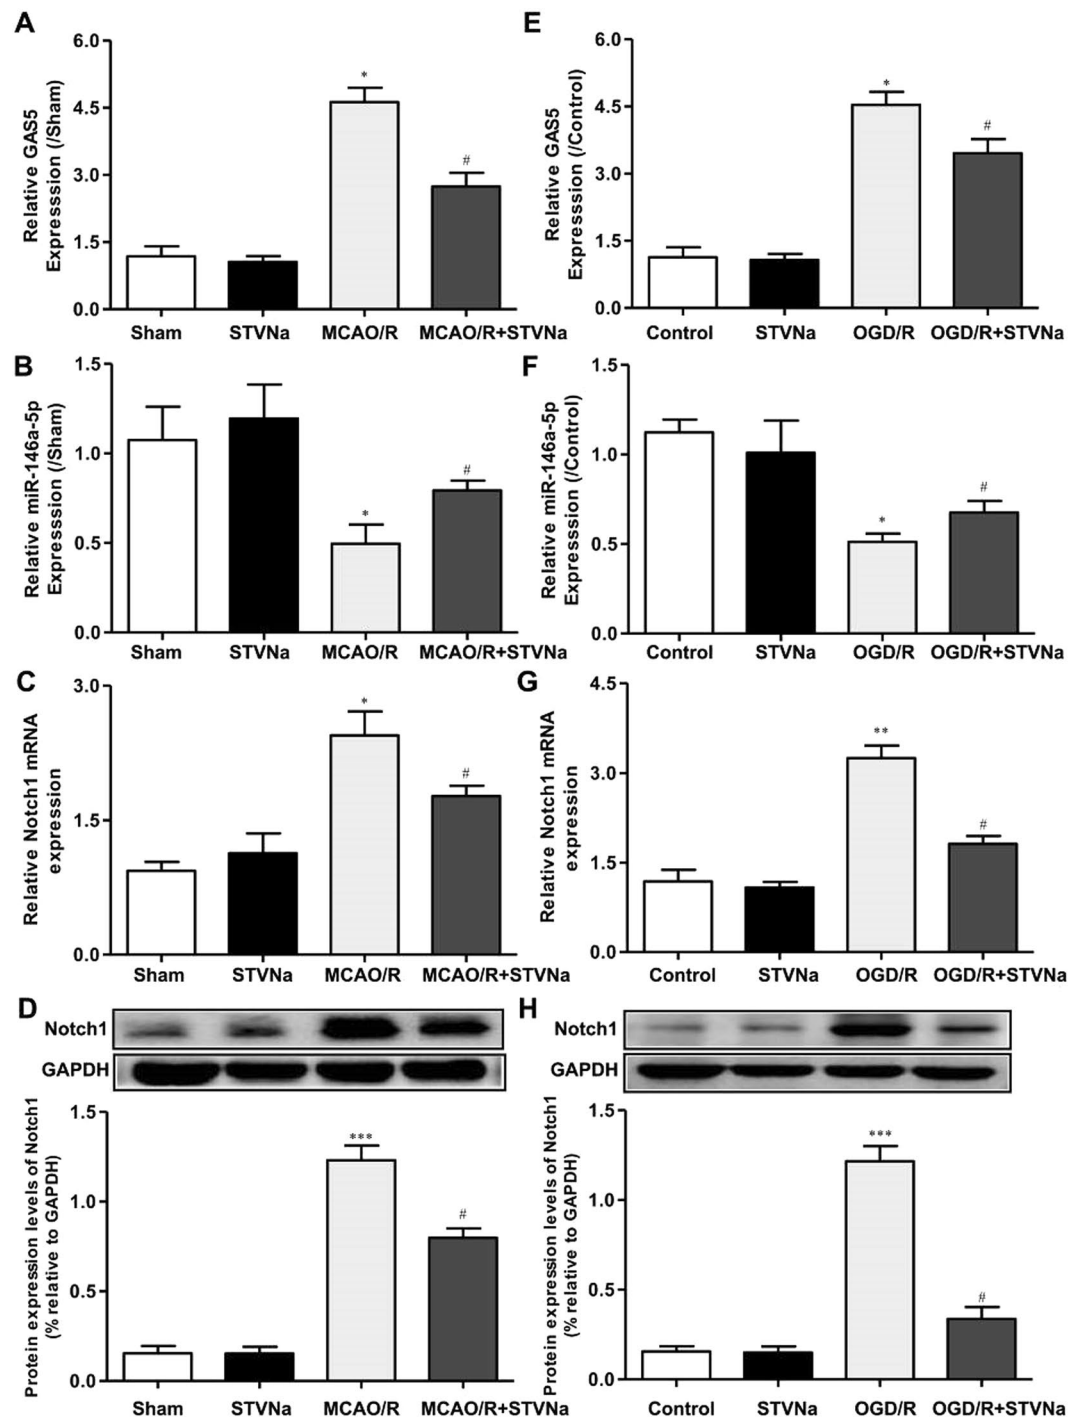 A
Relative GAS5
Expresssion (/Sham)
6.0
4.5
3.0
1.5
0.0
*
#
Sham STVNa MCAO/R MCAO/R+STVNa
E
Relative GAS5
Expresssion (/Control)
6.0
4.5
3.0
1.5
0.0
*
#
Control STVNa OGD/R OGD/R+STVNa
B
Relative miR-146a-5p
Expresssion (/Sham)
1.5
1.0
0.5
0.0
*
#
Sham STVNa MCAO/R MCAO/R+STVNa
F
Relative miR-146a-5p
Expresssion (/Control)
1.5
1.0
0.5
0.0
*
#
Control STVNa OGD/R OGD/R+STVNa
C
Relative Notch1 mRNA
expression
3.0
1.5
0.0
*
#
Sham STVNa MCAO/R MCAO/R+STVNa
G
Relative Notch1 mRNA
expression
4.5
3.0
1.5
0.0
**
#
Control STVNa OGD/R OGD/R+STVNa
D
Notch1
GAPDH
Protein expression levels of Notch1
(% relative to GAPDH)
1.5
1.0
0.5
0.0
***
#
Sham STVNa MCAO/R MCAO/R+STVNa
H
Notch1
GAPDH
Protein expression levels of Notch1
(% relative to GAPDH)
1.5
1.0
0.5
0.0
***
#
Control STVNa OGD/R OGD/R+STVNa